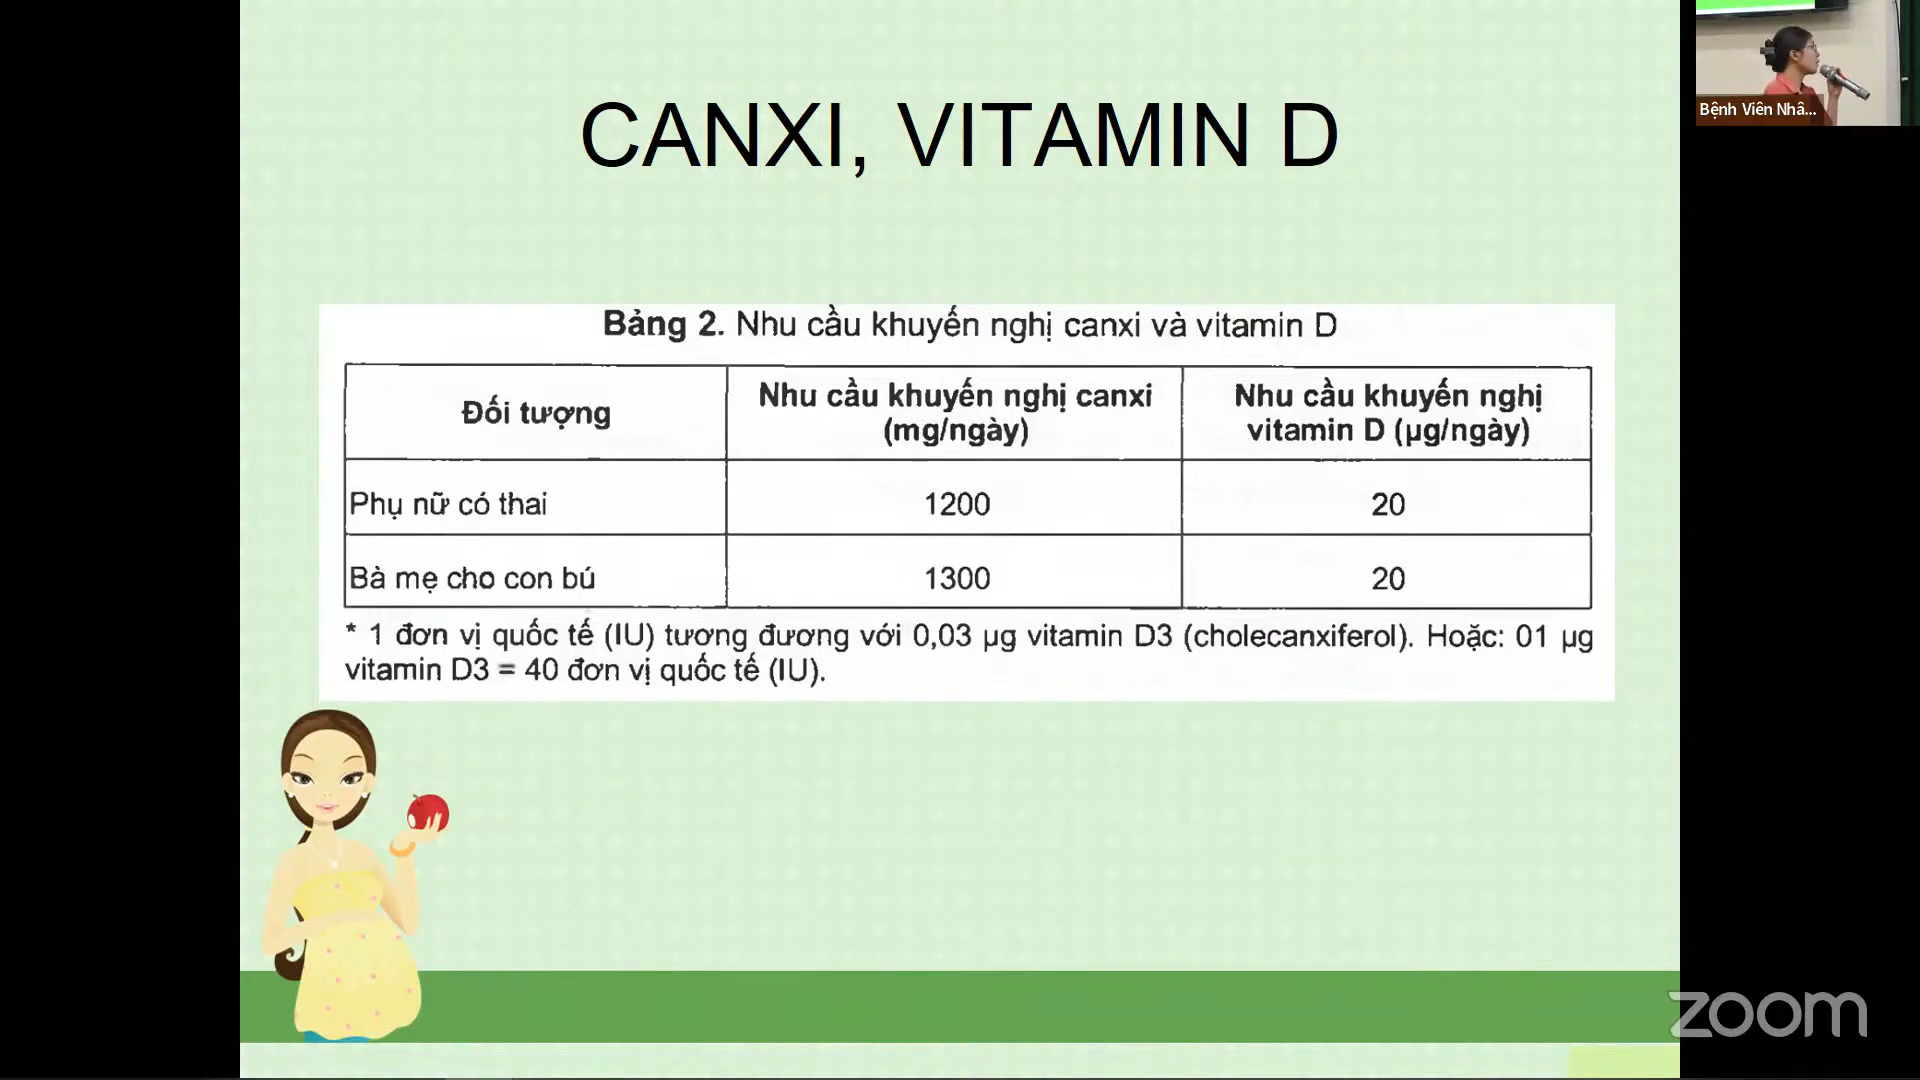 CANXI, VITAMIN D
Bệnh Viên Nhâ...
Bảng 2. Nhu cầu khuyến nghị canxi và vitamin D
Đối tượng
Nhu cầu khuyến nghị canxi
(mg/ngày)
Nhu cầu khuyến nghị
vitamin D (µg/ngày)
Phụ nữ có thai
1200
20
Bà mẹ cho con bú
1300
20
* 1 đơn vị quốc tế (IU) tương đương với 0,03 µg vitamin D3 (cholecanxiferol). Hoặc: 01 µg
vitamin D3 = 40 đơn vị quốc tế (IU).
zoom